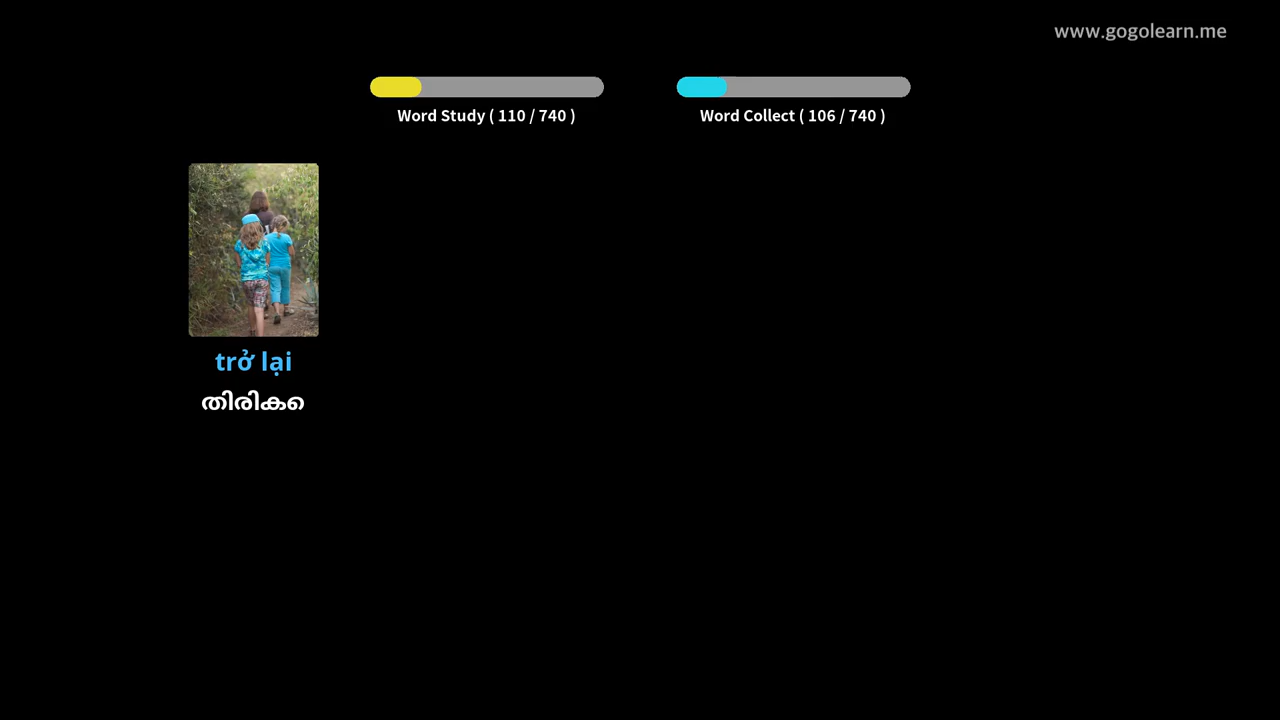 www.gogolearn.me
Word Study ( 110 / 740 )
Word Collect ( 106 / 740 )
trở lại
തിരികെ